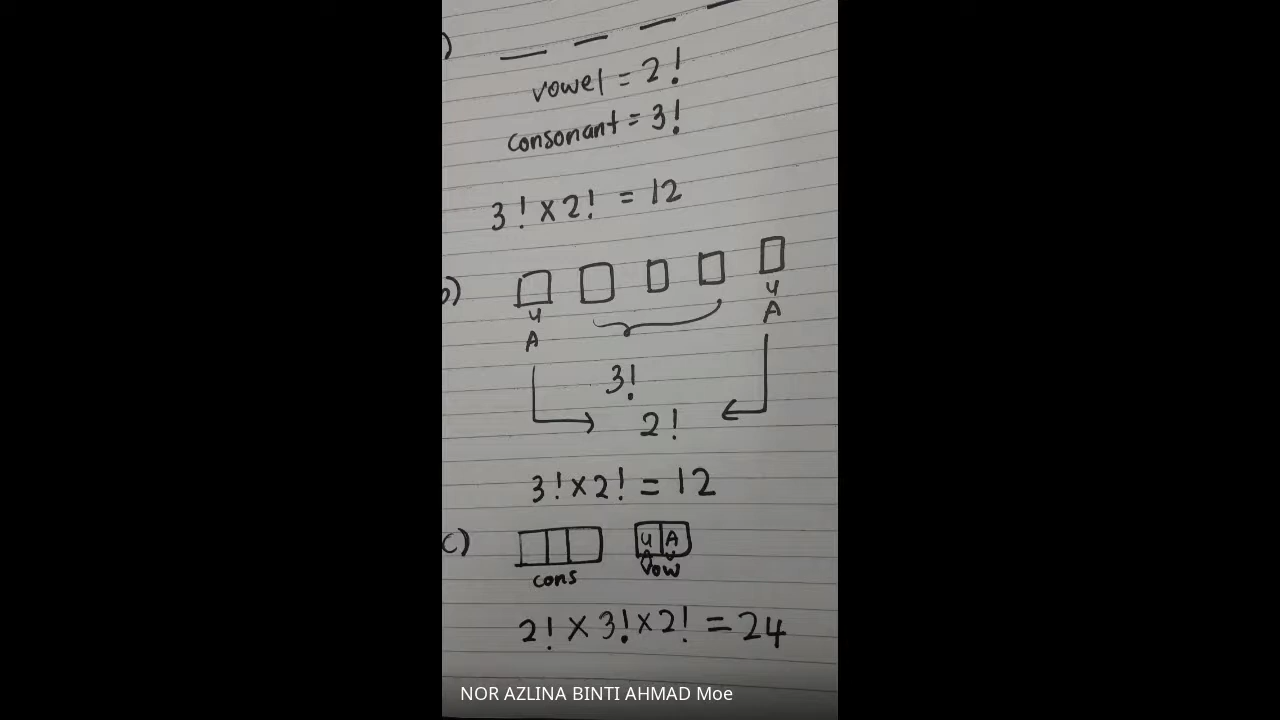 )
vowel = 2!
consonant = 3!
3! x 2! = 12
b)
u u
A A
3!
2!
3! x 2! = 12
c) u A
cons vow
2! x 3! x 2! = 24
NOR AZLINA BINTI AHMAD Moe